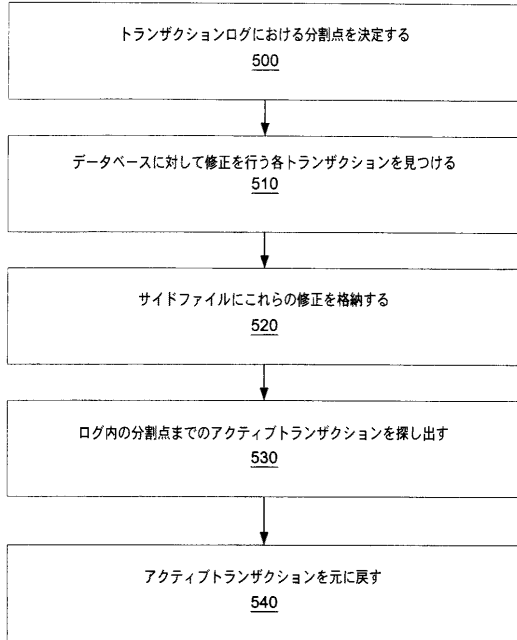 トランザクションログにおける分割点を決定する
500
データベースに対して修正を行う各トランザクションを見つける
510
サイドファイルにこれらの修正を格納する
520
ログ内の分割点までのアクティブトランザクションを探し出す
530
アクティブトランザクションを元に戻す
540